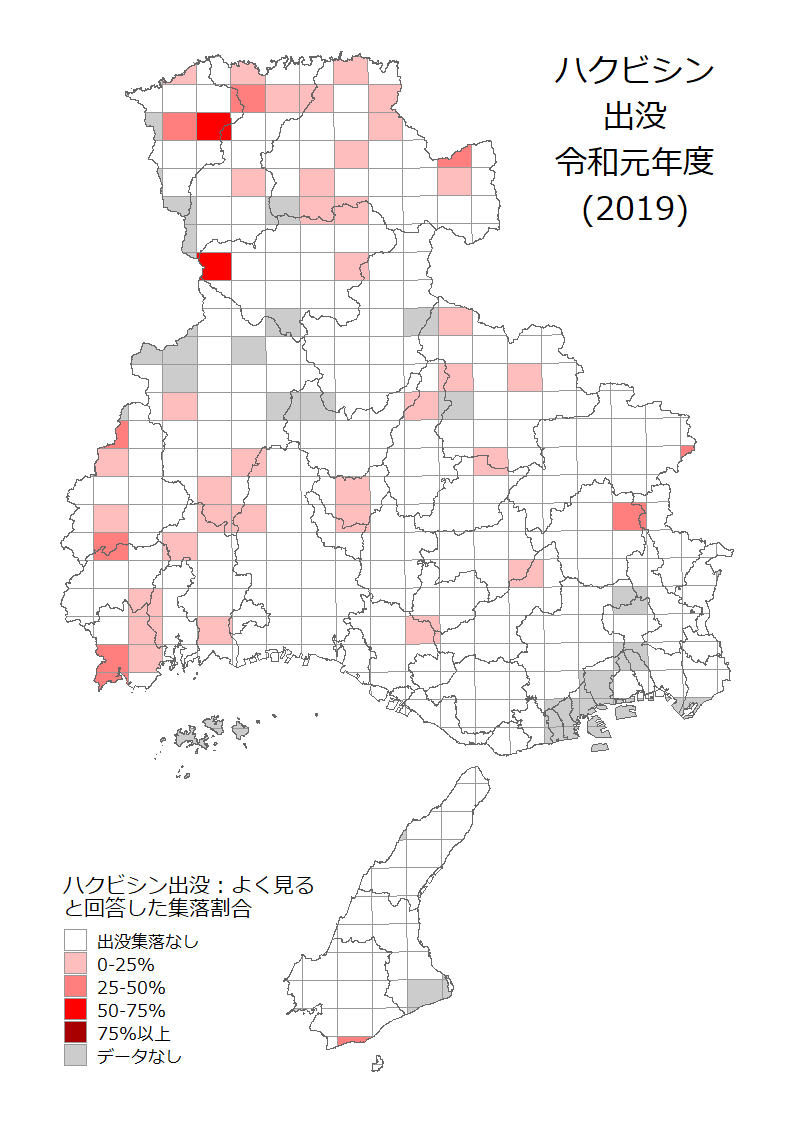 ハクビシン
出没
令和元年度
(2019)
ハクビシン出没：よく見る
と回答した集落割合
出没集落なし
0-25%
25-50%
50-75%
75%以上
データなし